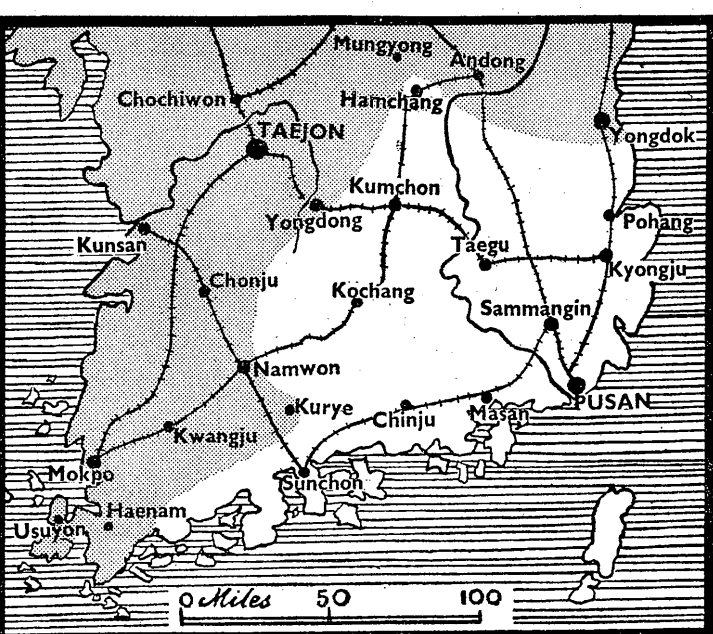 Mungyong
Andong
Chochiwon
Hamchang
TAEJON
Yongdok
Kumchon
Yongdong
Pohang
Kunsan
Taegu
Kyongju
Chonju
Kochang
Sammangin
Namwon
Kurye
Chinju
Masan
PUSAN
Kwangju
Mokpo
Sunchon
Haenam
Usuyon
0 Miles 50 100